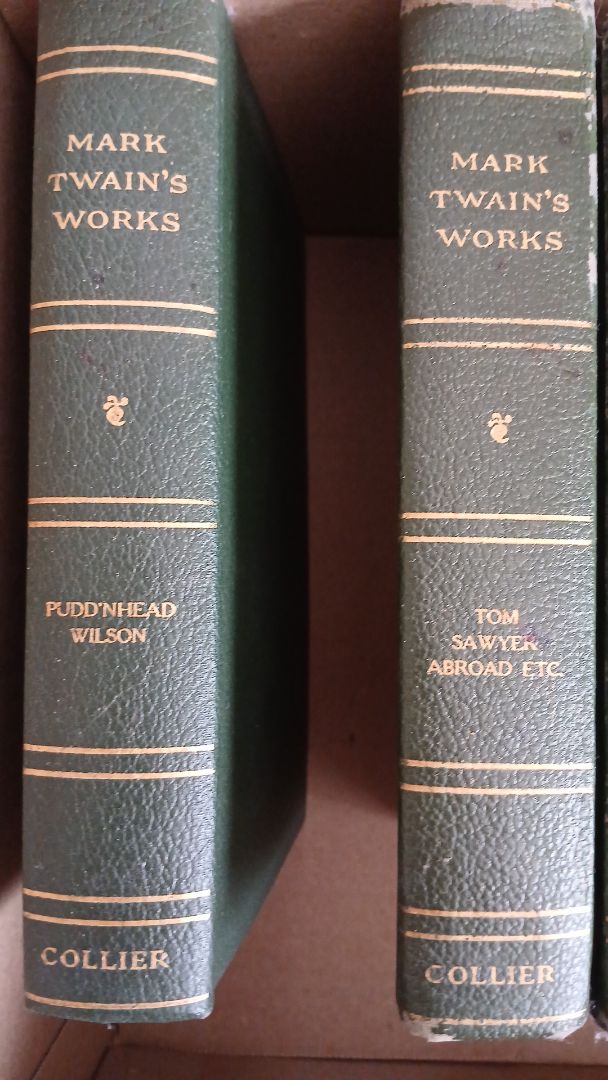 MARK
TWAIN'S
WORKS
PUDD'NHEAD
WILSON
COLLIER
MARK
TWAIN'S
WORKS
TOM
SAWYER
ABROAD ETC.
COLLIER